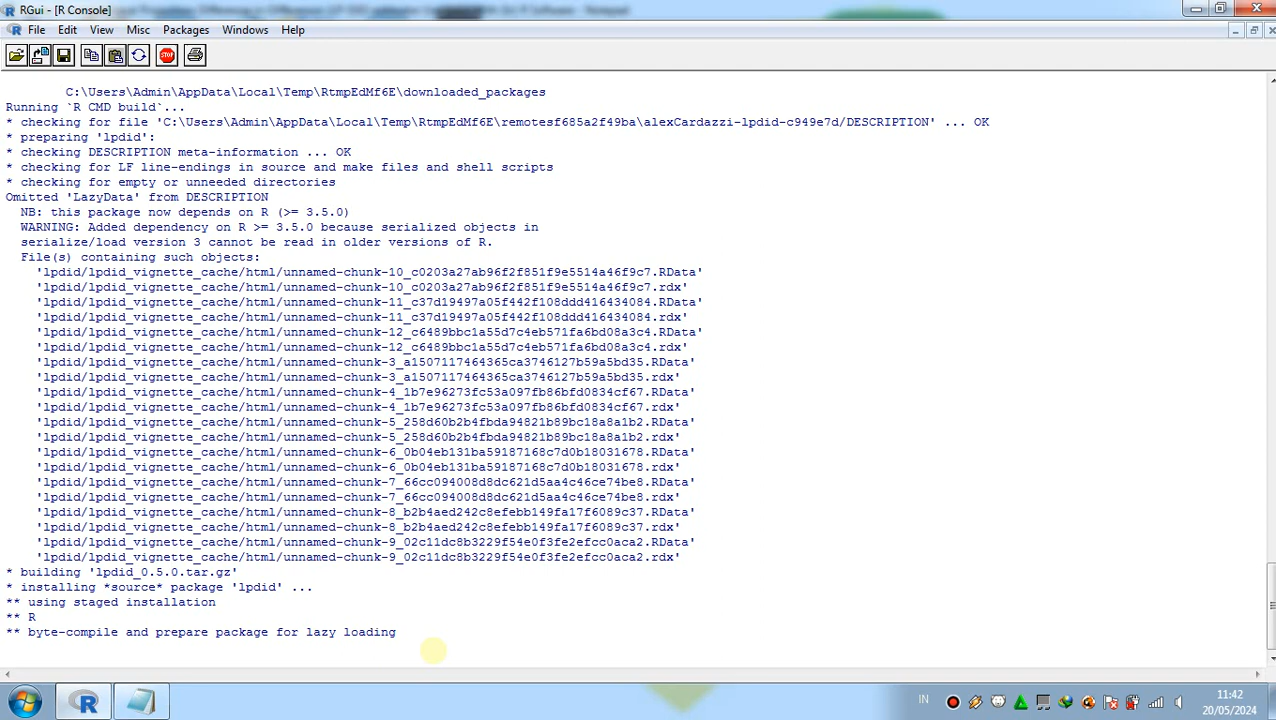 RGui - [R Console]
File Edit View Misc Packages Windows Help
STOP
C:\Users\Admin\AppData\Local\Temp\RtmpEdMf6E\downloaded_packages
Running `R CMD build`...
* checking for file 'C:\Users\Admin\AppData\Local\Temp\RtmpEdMf6E\remotesf685a2f49ba\alexCardazzi-lpdid-c949e7d/DESCRIPTION' ... OK
* preparing 'lpdid':
* checking DESCRIPTION meta-information ... OK
* checking for LF line-endings in source and make files and shell scripts
* checking for empty or unneeded directories
Omitted 'LazyData' from DESCRIPTION
NB: this package now depends on R (>= 3.5.0)
WARNING: Added dependency on R >= 3.5.0 because serialized objects in
serialize/load version 3 cannot be read in older versions of R.
File(s) containing such objects:
'lpdid/lpdid_vignette_cache/html/unnamed-chunk-10_c0203a27ab96f2f851f9e5514a46f9c7.RData'
'lpdid/lpdid_vignette_cache/html/unnamed-chunk-10_c0203a27ab96f2f851f9e5514a46f9c7.rdx'
'lpdid/lpdid_vignette_cache/html/unnamed-chunk-11_c37d19497a05f442f108ddd416434084.RData'
'lpdid/lpdid_vignette_cache/html/unnamed-chunk-11_c37d19497a05f442f108ddd416434084.rdx'
'lpdid/lpdid_vignette_cache/html/unnamed-chunk-12_c6489bbc1a55d7c4eb571fa6bd08a3c4.RData'
'lpdid/lpdid_vignette_cache/html/unnamed-chunk-12_c6489bbc1a55d7c4eb571fa6bd08a3c4.rdx'
'lpdid/lpdid_vignette_cache/html/unnamed-chunk-3_a1507117464365ca3746127b59a5bd35.RData'
'lpdid/lpdid_vignette_cache/html/unnamed-chunk-3_a1507117464365ca3746127b59a5bd35.rdx'
'lpdid/lpdid_vignette_cache/html/unnamed-chunk-4_1b7e96273fc53a097fb86bfd0834cf67.RData'
'lpdid/lpdid_vignette_cache/html/unnamed-chunk-4_1b7e96273fc53a097fb86bfd0834cf67.rdx'
'lpdid/lpdid_vignette_cache/html/unnamed-chunk-5_258d60b2b4fbda94821b89bc18a8a1b2.RData'
'lpdid/lpdid_vignette_cache/html/unnamed-chunk-5_258d60b2b4fbda94821b89bc18a8a1b2.rdx'
'lpdid/lpdid_vignette_cache/html/unnamed-chunk-6_0b04eb131ba59187168c7d0b18031678.RData'
'lpdid/lpdid_vignette_cache/html/unnamed-chunk-6_0b04eb131ba59187168c7d0b18031678.rdx'
'lpdid/lpdid_vignette_cache/html/unnamed-chunk-7_66cc094008d8dc621d5aa4c46ce74be8.RData'
'lpdid/lpdid_vignette_cache/html/unnamed-chunk-7_66cc094008d8dc621d5aa4c46ce74be8.rdx'
'lpdid/lpdid_vignette_cache/html/unnamed-chunk-8_b2b4aed242c8efebb149fa17f6089c37.RData'
'lpdid/lpdid_vignette_cache/html/unnamed-chunk-8_b2b4aed242c8efebb149fa17f6089c37.rdx'
'lpdid/lpdid_vignette_cache/html/unnamed-chunk-9_02c11dc8b3229f54e0f3fe2efcc0aca2.RData'
'lpdid/lpdid_vignette_cache/html/unnamed-chunk-9_02c11dc8b3229f54e0f3fe2efcc0aca2.rdx'
* building 'lpdid_0.5.0.tar.gz'
* installing *source* package 'lpdid' ...
** using staged installation
** R
** byte-compile and prepare package for lazy loading
IN
11:42
20/05/2024